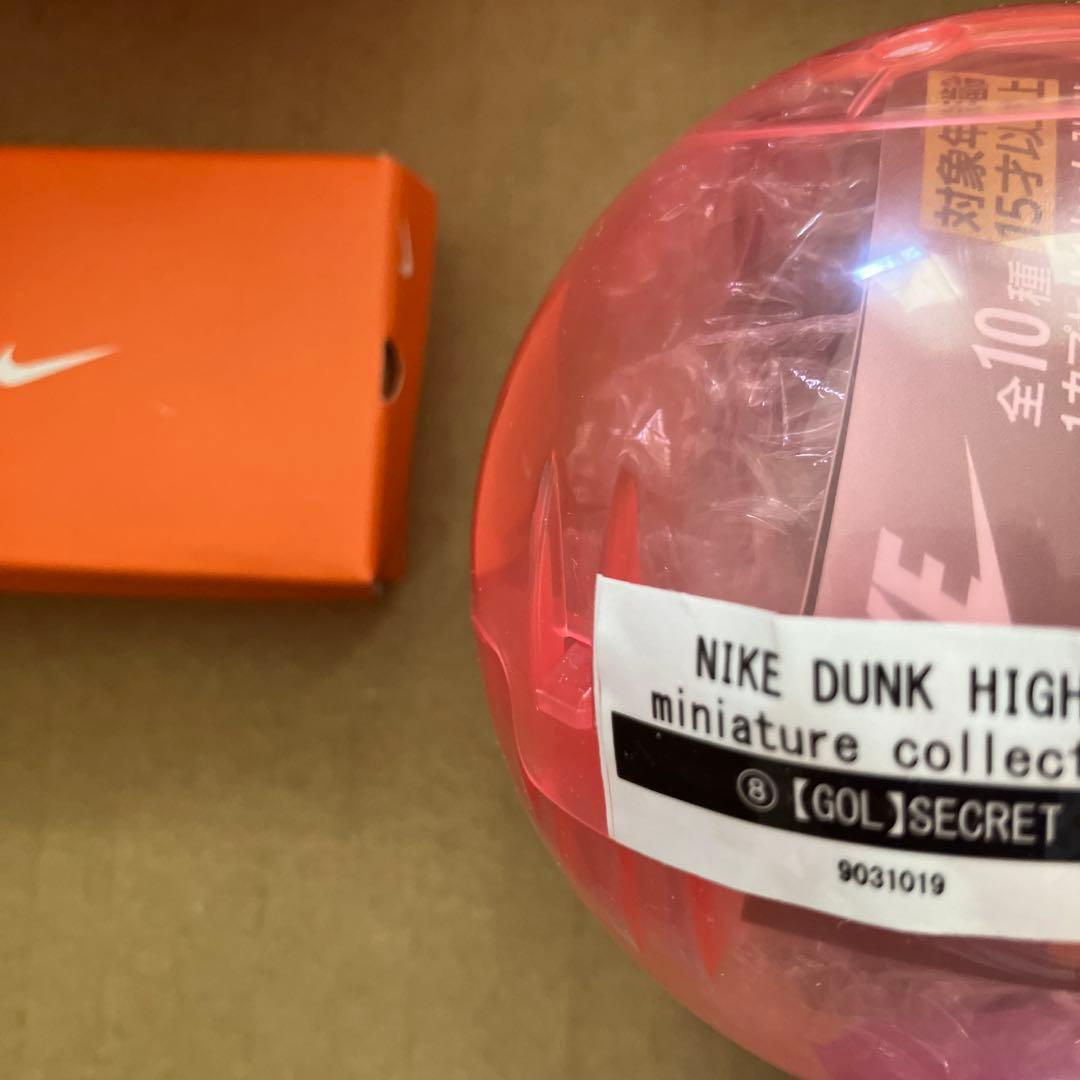 対象年齢
15才以上
全10種
NIKE DUNK HIGH
miniature collect
⑧【GOL】SECRET
9031019